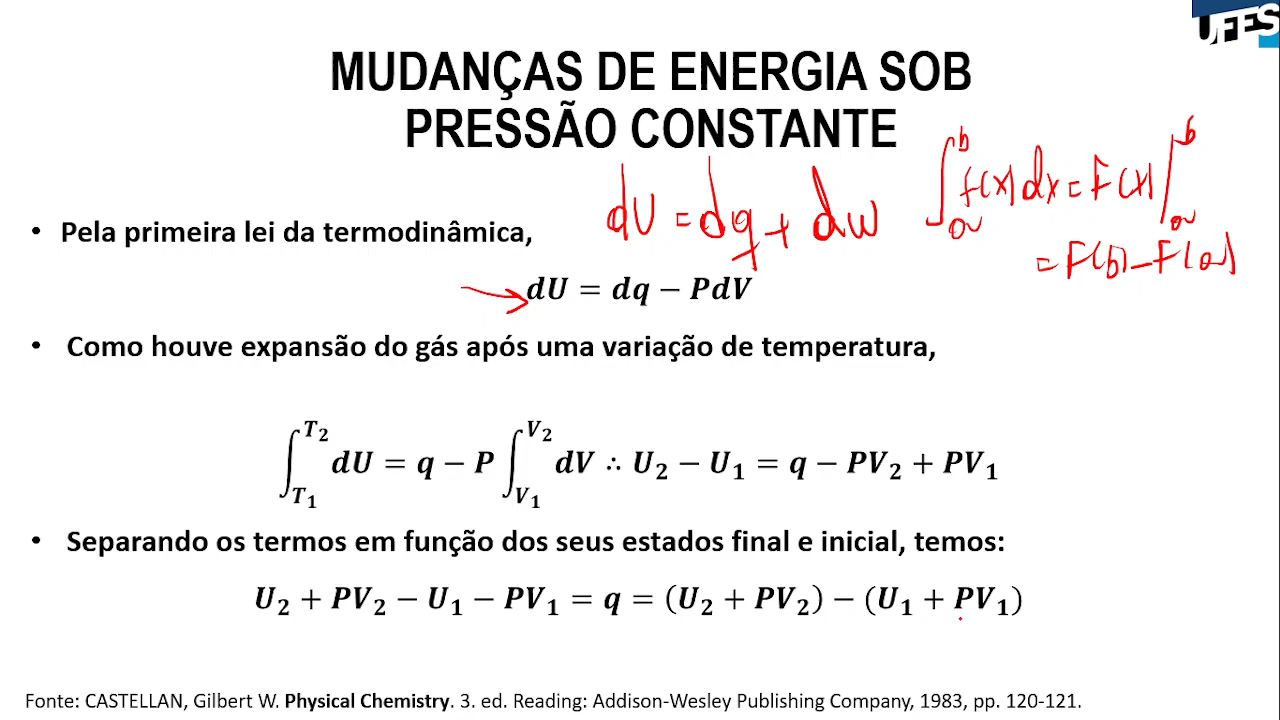 UFES
MUDANÇAS DE ENERGIA SOB
PRESSÃO CONSTANTE
• Pela primeira lei da termodinâmica,
dU = dq + dw
∫_a^b f(x) dx = F(x) |_a^b
= F(b) - F(a)
dU = dq − PdV
• Como houve expansão do gás após uma variação de temperatura,
∫_{T₁}^{T₂} dU = q − P ∫_{V₁}^{V₂} dV ∴ U₂ − U₁ = q − PV₂ + PV₁
• Separando os termos em função dos seus estados final e inicial, temos:
U₂ + PV₂ − U₁ − PV₁ = q = (U₂ + PV₂) − (U₁ + PV₁)
Fonte: CASTELLAN, Gilbert W. Physical Chemistry. 3. ed. Reading: Addison-Wesley Publishing Company, 1983, pp. 120-121.